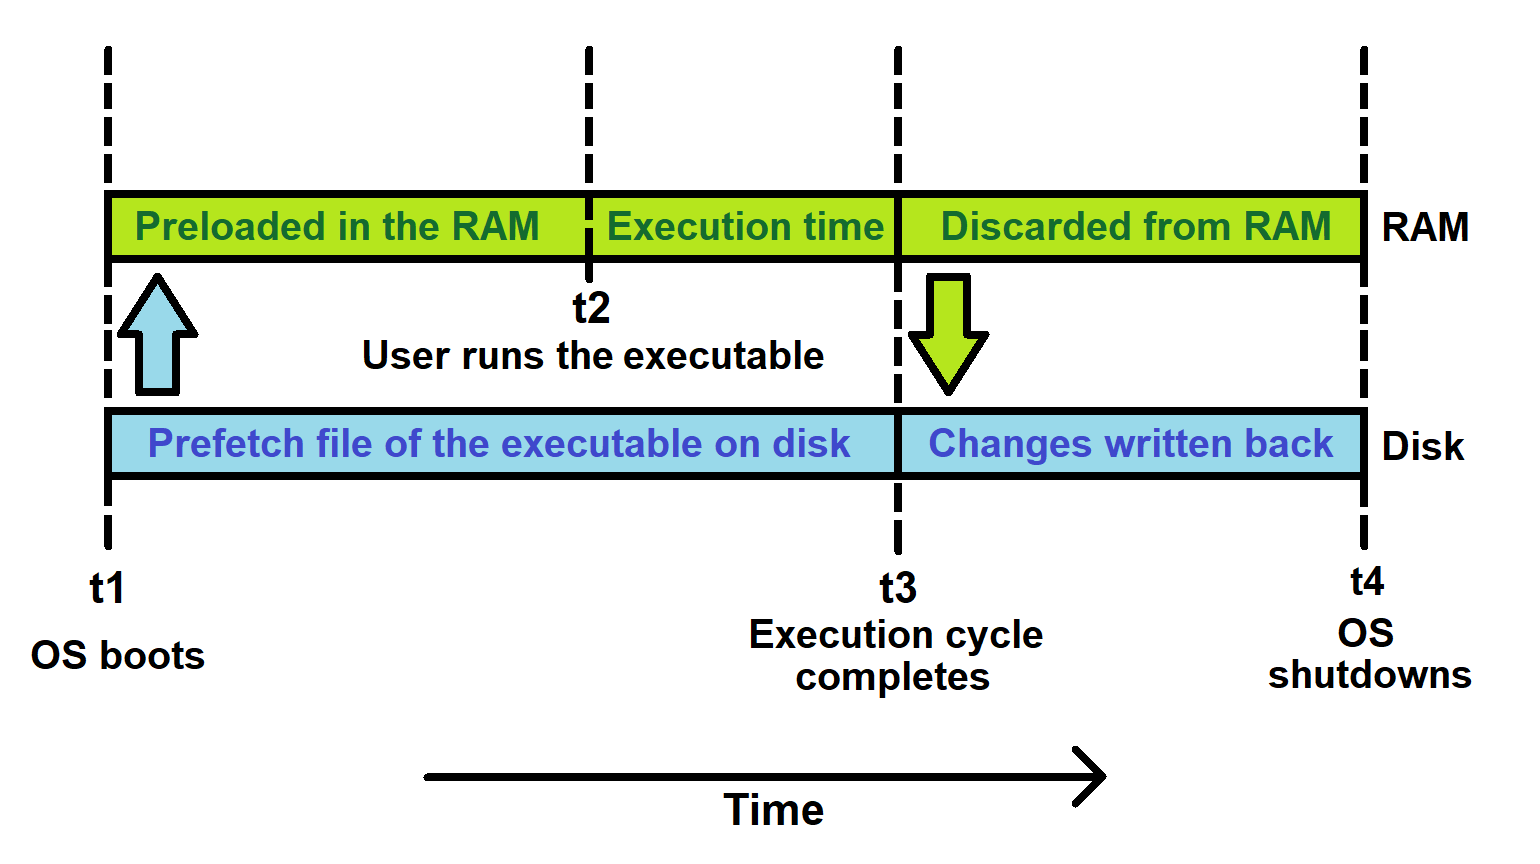 Preloaded in the RAM
Execution time
Discarded from RAM
RAM
t2
User runs the executable
Prefetch file of the executable on disk
Changes written back
Disk
t1
OS boots
t3
Execution cycle
completes
t4
OS
shutdowns
Time